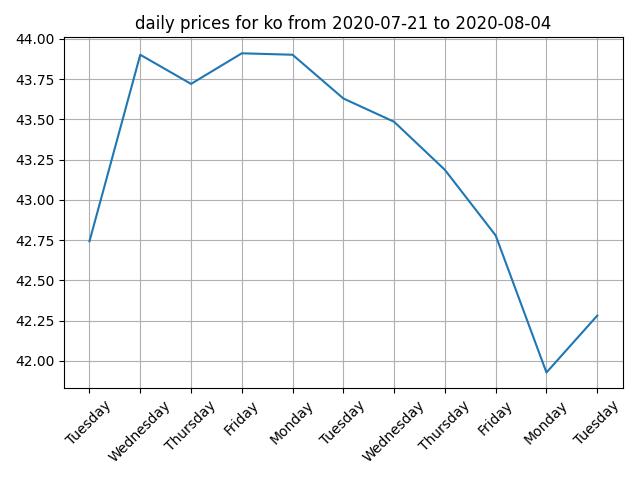 daily prices for ko from 2020-07-21 to 2020-08-04
44.00
43.75
43.50
43.25
43.00
42.75
42.50
42.25
42.00
Tuesday
Wednesday
Thursday
Friday
Monday
Tuesday
Wednesday
Thursday
Friday
Monday
Tuesday